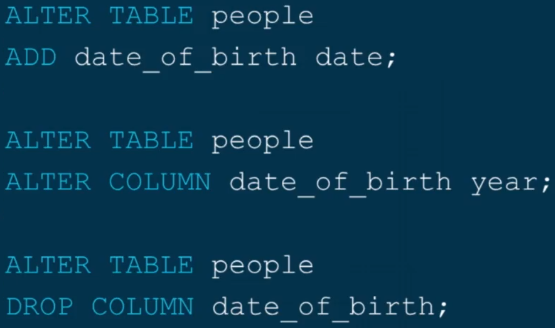 ALTER TABLE people
ADD date_of_birth date;
ALTER TABLE people
ALTER COLUMN date_of_birth year;
ALTER TABLE people
DROP COLUMN date_of_birth;